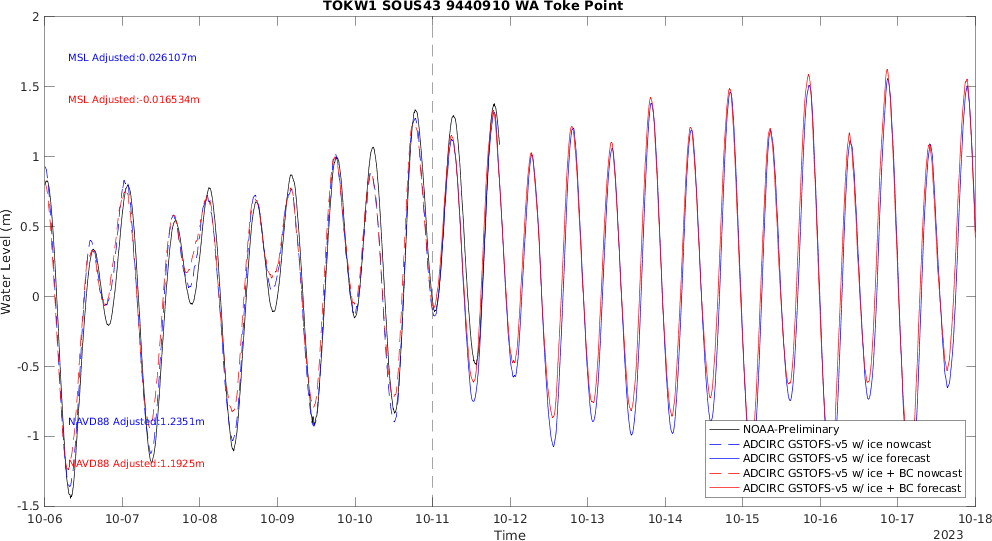 TOKW1 SOUS43 9440910 WA Toke Point
MSL Adjusted:0.026107m
MSL Adjusted:-0.016534m
NAVD88 Adjusted:1.2351m
NAVD88 Adjusted:1.1925m
Water Level (m)
2
1.5
1
0.5
0
-0.5
-1
-1.5
NOAA-Preliminary
ADCIRC GSTOFS-v5 w/ ice nowcast
ADCIRC GSTOFS-v5 w/ ice forecast
ADCIRC GSTOFS-v5 w/ ice + BC nowcast
ADCIRC GSTOFS-v5 w/ ice + BC forecast
10-06 10-07 10-08 10-09 10-10 10-11 10-12 10-13 10-14 10-15 10-16 10-17 10-18
Time
2023